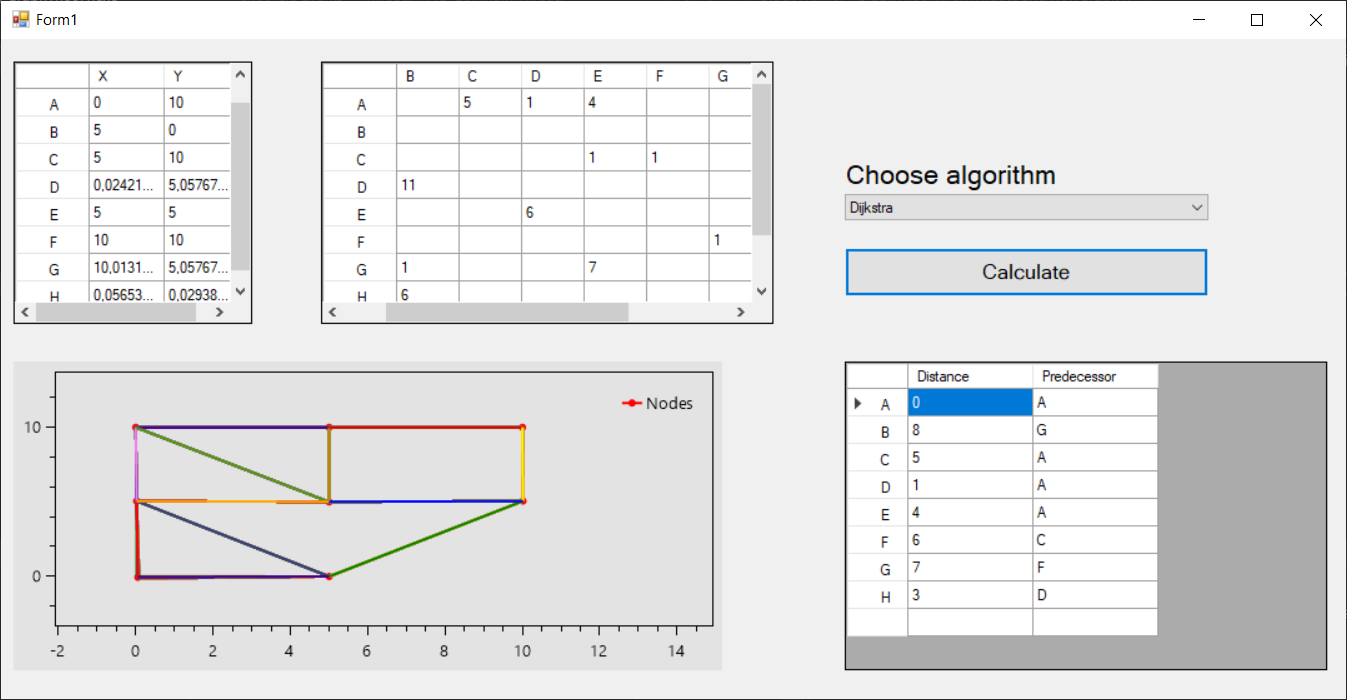 Form1
X Y
A 0 10
B 5 0
C 5 10
D 0,02421... 5,05767...
E 5 5
F 10 10
G 10,0131... 5,05767...
H 0,05653... 0,02938...
B C D E F G
A 5 1 4
B
C 1 1
D 11
E 6
F 1
G 1 7
H 6
Choose algorithm
Dijkstra
Calculate
Nodes
10
0
-2 0 2 4 6 8 10 12 14
Distance Predecessor
A 0 A
B 8 G
C 5 A
D 1 A
E 4 A
F 6 C
G 7 F
H 3 D